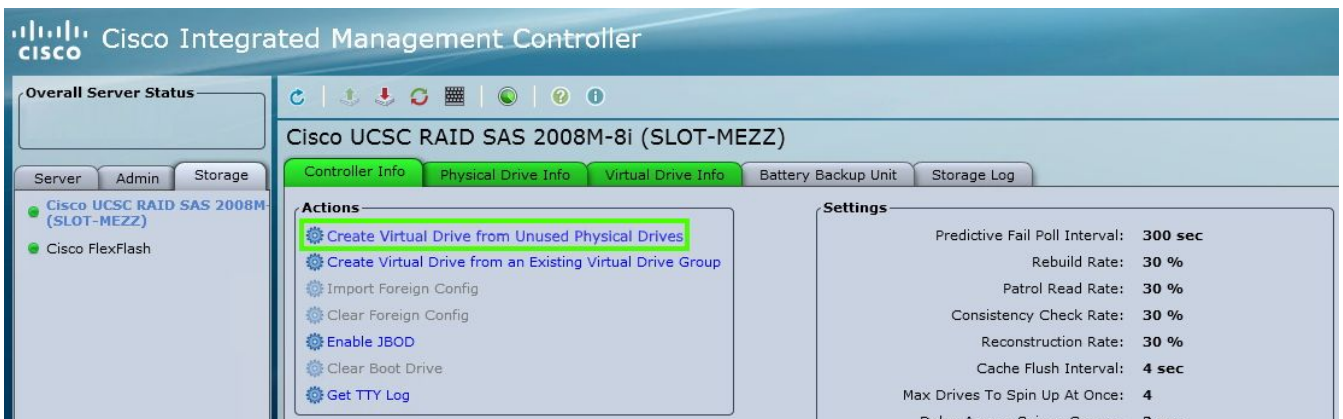 CISCO Cisco Integrated Management Controller
Overall Server Status
Server Admin Storage
Cisco UCSC RAID SAS 2008M-
(SLOT-MEZZ)
Cisco FlexFlash
Cisco UCSC RAID SAS 2008M-8i (SLOT-MEZZ)
Controller Info Physical Drive Info Virtual Drive Info Battery Backup Unit Storage Log
Actions
Create Virtual Drive from Unused Physical Drives
Create Virtual Drive from an Existing Virtual Drive Group
Import Foreign Config
Clear Foreign Config
Enable JBOD
Clear Boot Drive
Get TTY Log
Settings
Predictive Fail Poll Interval: 300 sec
Rebuild Rate: 30 %
Patrol Read Rate: 30 %
Consistency Check Rate: 30 %
Reconstruction Rate: 30 %
Cache Flush Interval: 4 sec
Max Drives To Spin Up At Once: 4